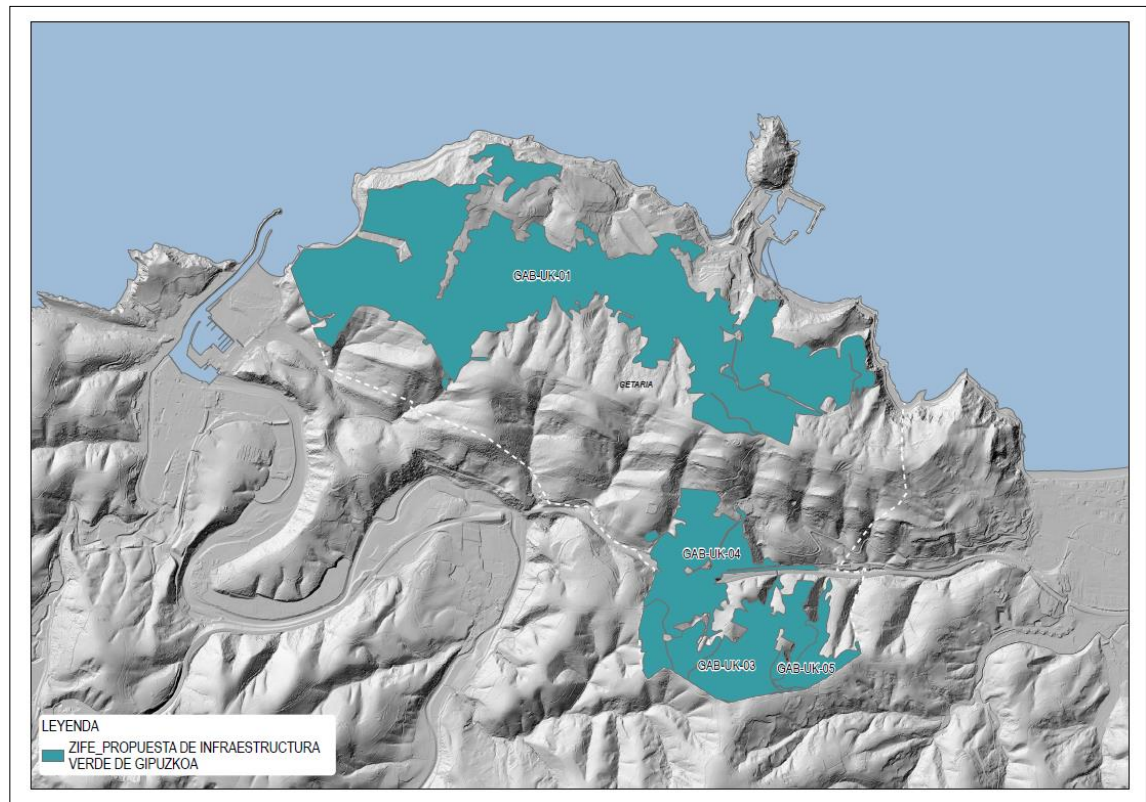 GAB-UK-01
GETARIA
GAB-UK-04
GAB-UK-03
GAB-UK-05
LEYENDA
ZIFE_PROPUESTA DE INFRAESTRUCTURA
VERDE DE GIPUZKOA